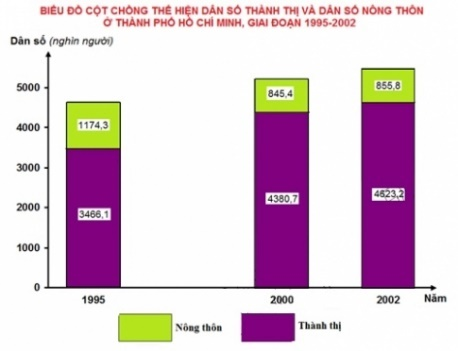 BIỂU ĐỒ CỘT CHỒNG THỂ HIỆN DÂN SỐ THÀNH THỊ VÀ DÂN SỐ NÔNG THÔN
Ở THÀNH PHỐ HỒ CHÍ MINH, GIAI ĐOẠN 1995-2002
Dân số (nghìn người)
5000
4000
3000
2000
1000
0
1174,3
3466,1
845,4
4380,7
855,8
4623,2
1995
2000
2002
Năm
Nông thôn
Thành thị